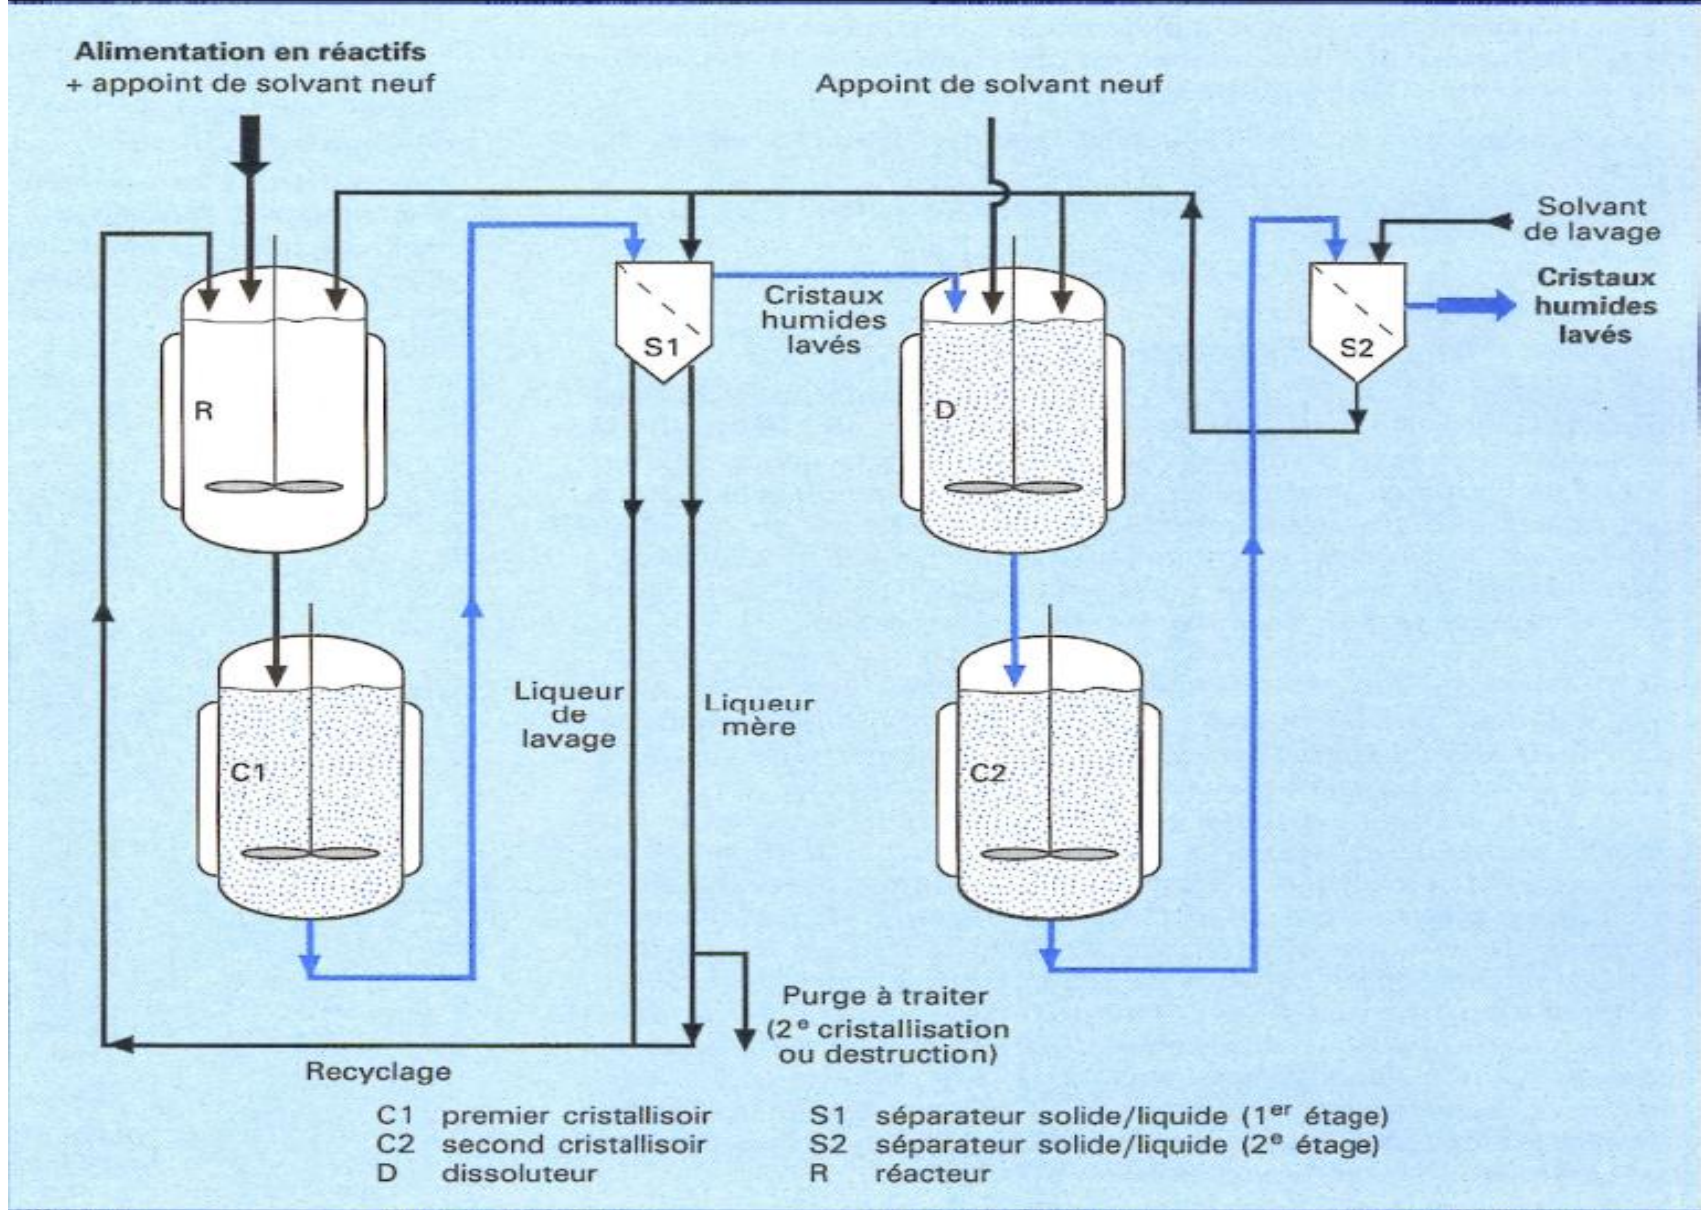 Alimentation en réactifs
+ appoint de solvant neuf
Appoint de solvant neuf
Solvant
de lavage
Cristaux
humides
lavés
Cristaux
humides
lavés
S1
S2
R
D
Liqueur
de
lavage
Liqueur
mère
C1
C2
Purge à traiter
(2e cristallisation
ou destruction)
Recyclage
C1 premier cristallisoir
C2 second cristallisoir
D dissoluteur
S1 séparateur solide/liquide (1er étage)
S2 séparateur solide/liquide (2e étage)
R réacteur